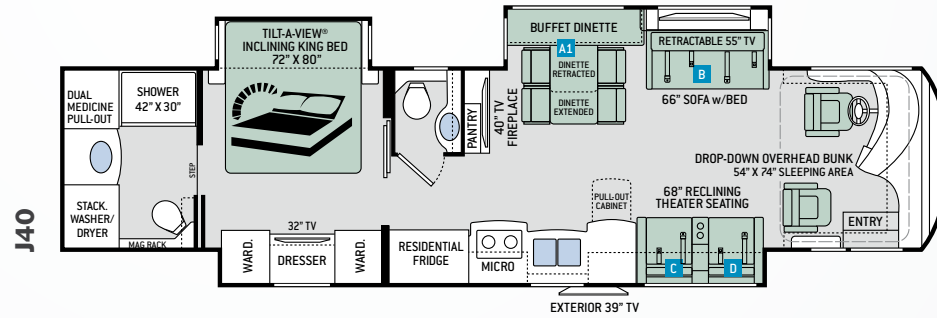 J40
DUAL
MEDICINE
PULL-OUT
SHOWER
42" X 30"
STEP
STACK.
WASHER/
DRYER
MAG RACK
TILT-A-VIEW®
INCLINING KING BED
72" X 80"
32" TV
WARD.
DRESSER
WARD.
PANTRY
40" TV
FIREPLACE
BUFFET DINETTE
A1
DINETTE
RETRACTED
DINETTE
EXTENDED
RETRACTABLE 55" TV
B
66" SOFA w/BED
DROP-DOWN OVERHEAD BUNK
54" X 74" SLEEPING AREA
PULL-OUT
CABINET
68" RECLINING
THEATER SEATING
C
D
ENTRY
RESIDENTIAL
FRIDGE
MICRO
EXTERIOR 39" TV